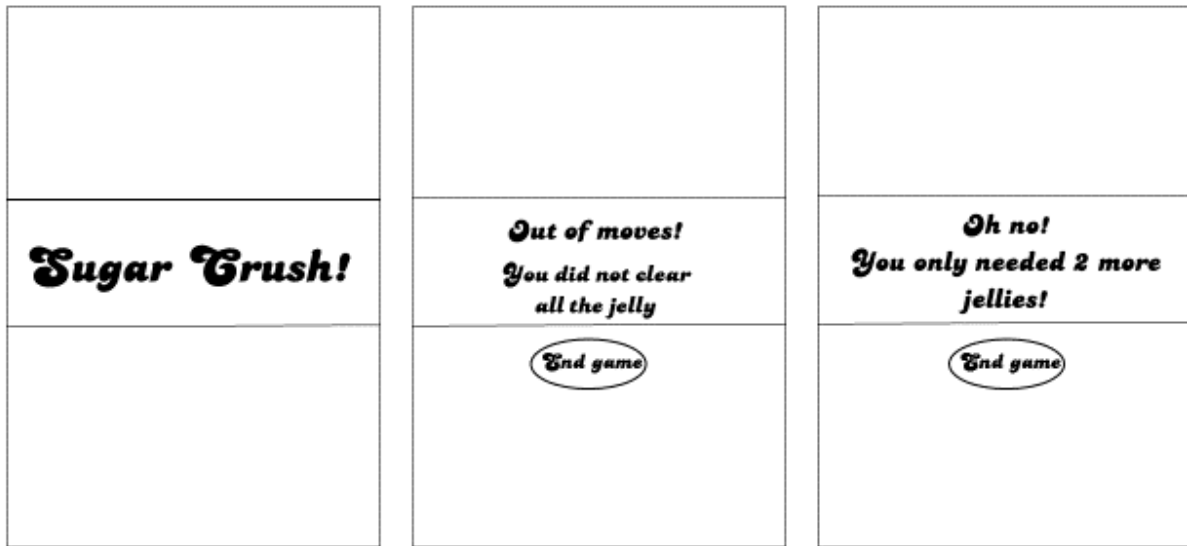 Sugar Crush!
Out of moves!
You did not clear
all the jelly
End game
Oh no!
You only needed 2 more
jellies!
End game